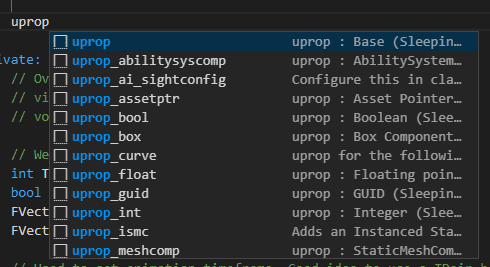 uprop
uprop uprop : Base (Sleepin…
vate: uprop_abilitysyscomp uprop : AbilitySystem…
// Ov uprop_ai_sightconfig Configure this in cla…
// vi uprop_assetptr uprop : Asset Pointer…
// vo uprop_bool uprop : Boolean (Slee…
uprop_box uprop : Box Component…
// We uprop_curve uprop for the followi…
int T uprop_float uprop : Floating poin…
bool uprop_guid uprop : GUID (Sleepin…
FVect uprop_int uprop : Integer (Slee…
FVect uprop_ismc Adds an Instanced Sta…
uprop_meshcomp uprop : StaticMeshCom…